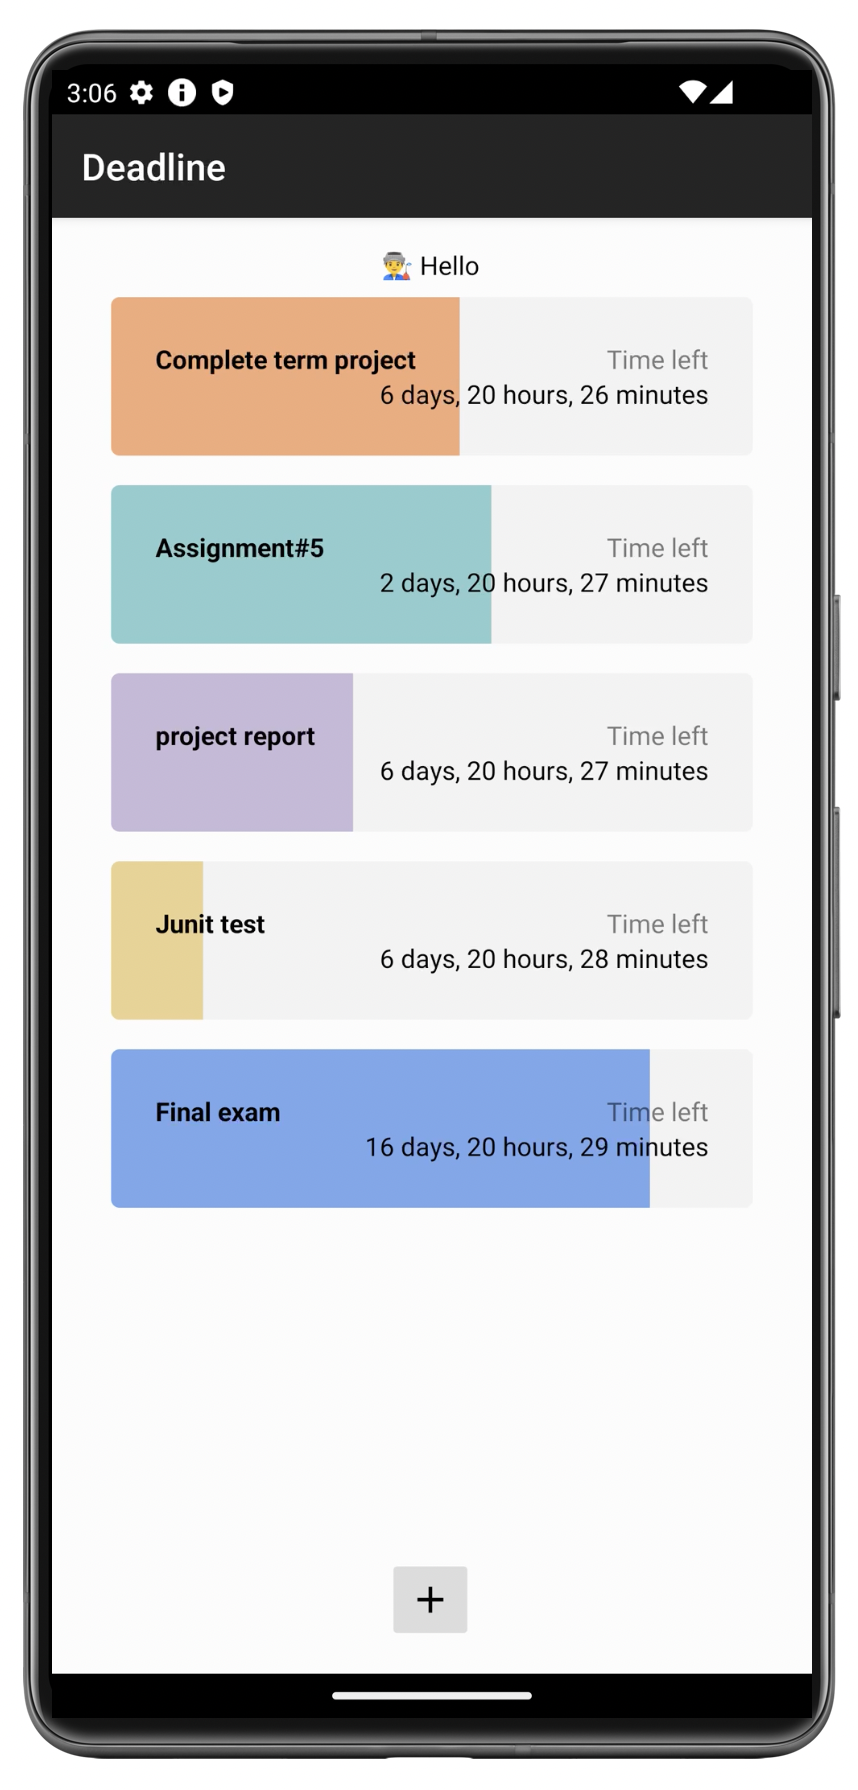 3:06
Deadline
Hello
Complete term project
Time left
6 days, 20 hours, 26 minutes
Assignment#5
Time left
2 days, 20 hours, 27 minutes
project report
Time left
6 days, 20 hours, 27 minutes
Junit test
Time left
6 days, 20 hours, 28 minutes
Final exam
Time left
16 days, 20 hours, 29 minutes
+